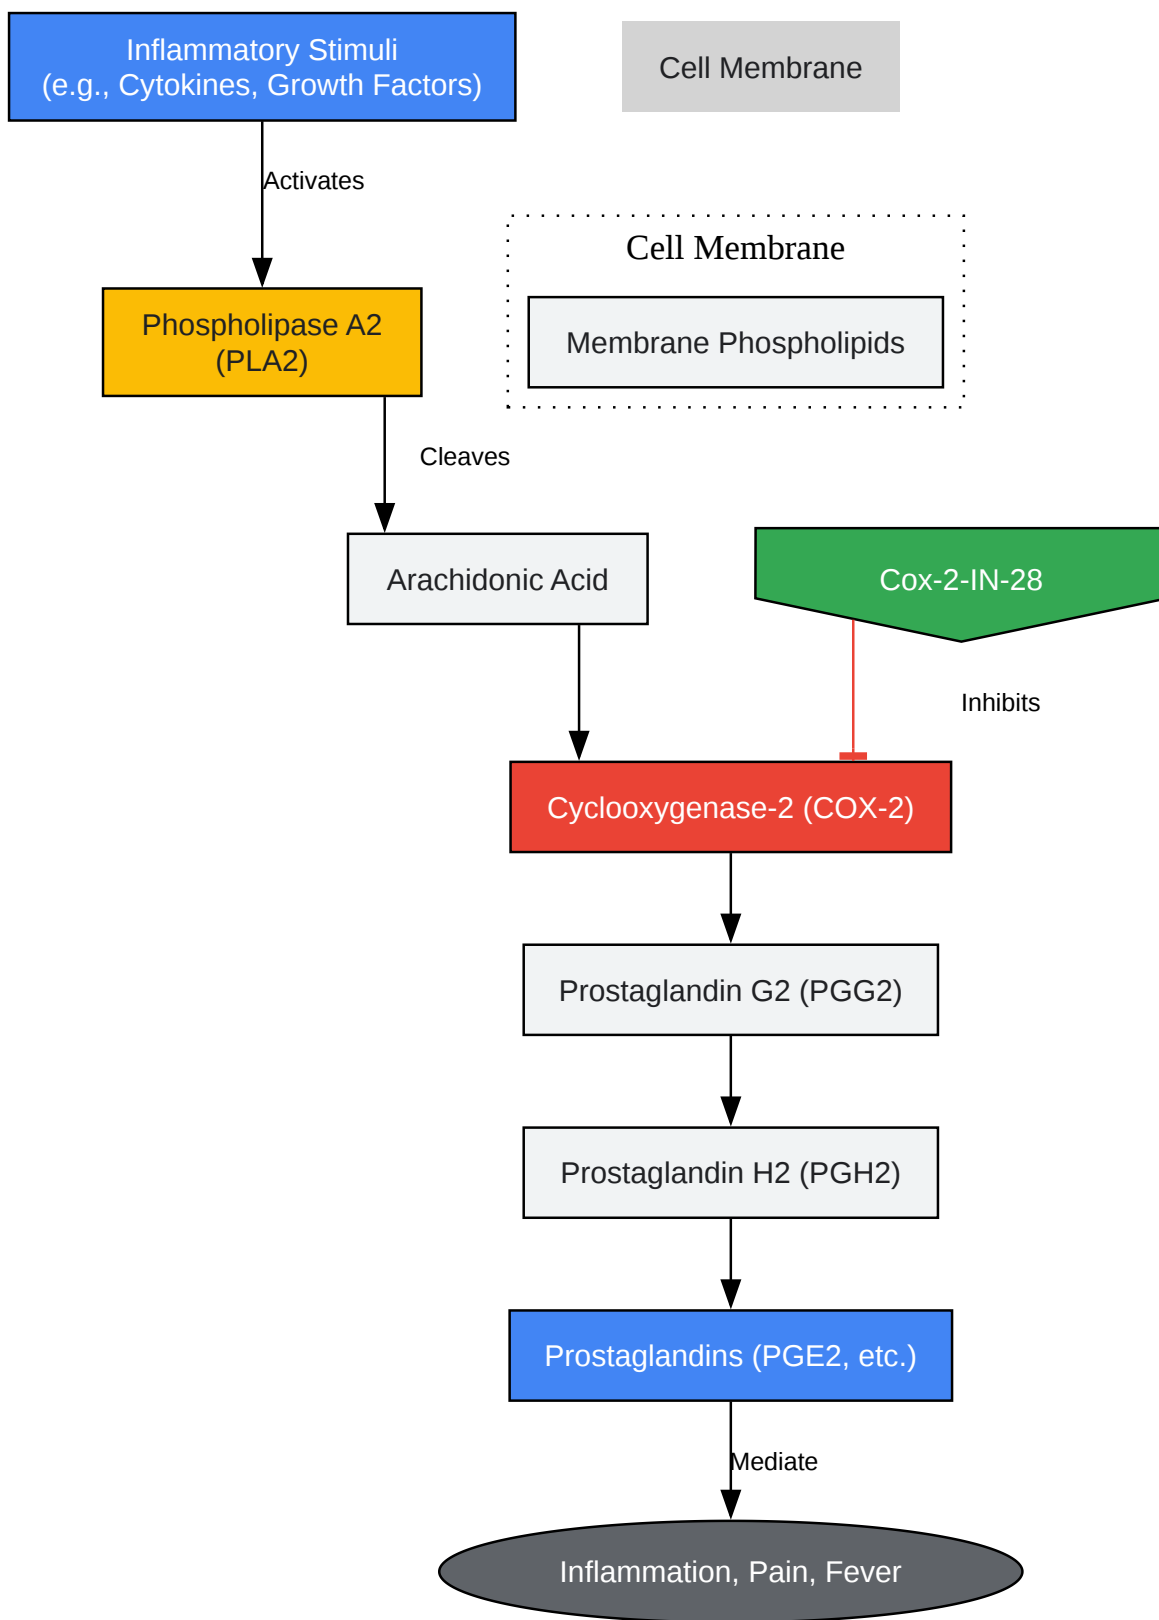 Inflammatory Stimuli
(e.g., Cytokines, Growth Factors)
Cell Membrane
Activates
Cell Membrane
Phospholipase A2
(PLA2)
Membrane Phospholipids
Cleaves
Arachidonic Acid
Cox-2-IN-28
Inhibits
Cyclooxygenase-2 (COX-2)
Prostaglandin G2 (PGG2)
Prostaglandin H2 (PGH2)
Prostaglandins (PGE2, etc.)
Mediate
Inflammation, Pain, Fever